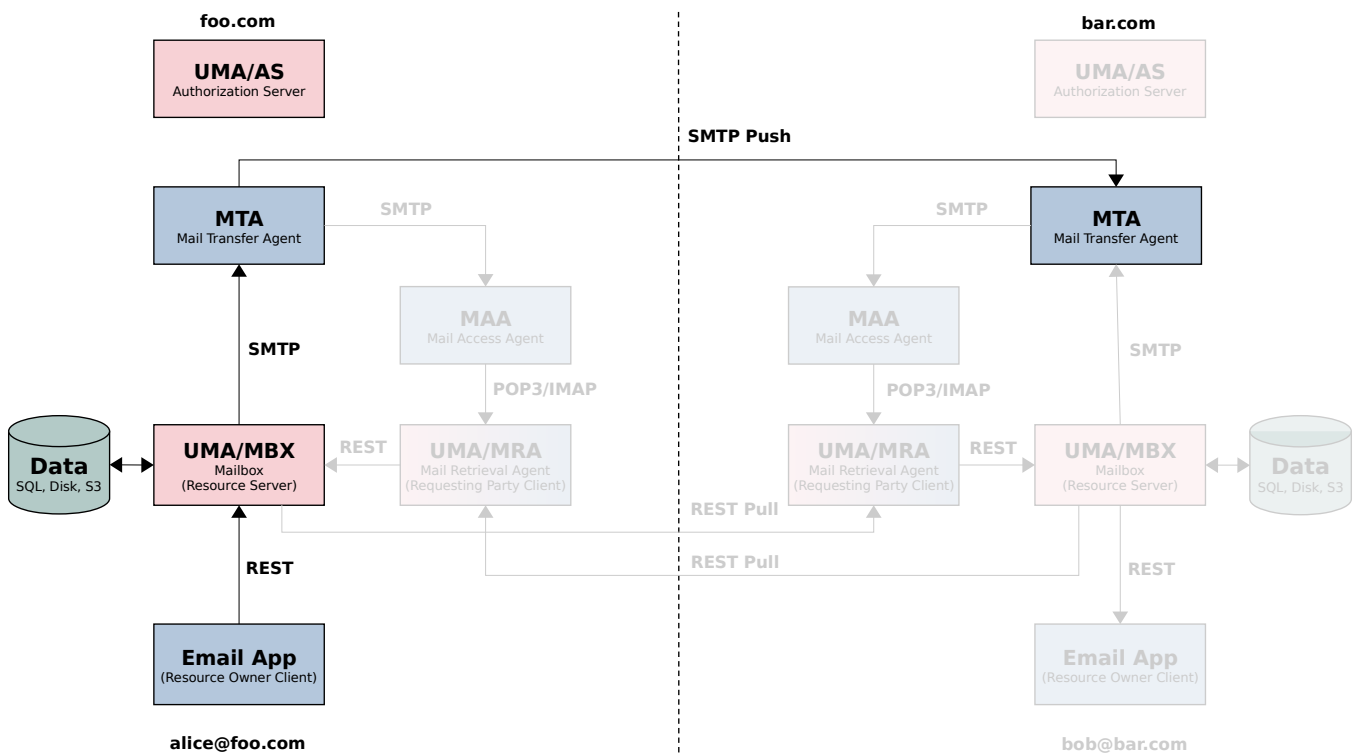 foo.com
bar.com
UMA/AS
Authorization Server
UMA/AS
Authorization Server
SMTP Push
MTA
Mail Transfer Agent
SMTP
SMTP
MTA
Mail Transfer Agent
MAA
Mail Access Agent
MAA
Mail Access Agent
SMTP
SMTP
POP3/IMAP
POP3/IMAP
Data
SQL, Disk, S3
UMA/MBX
Mailbox
(Resource Server)
REST
UMA/MRA
Mail Retrieval Agent
(Requesting Party Client)
UMA/MRA
Mail Retrieval Agent
(Requesting Party Client)
REST
UMA/MBX
Mailbox
(Resource Server)
Data
SQL, Disk, S3
REST Pull
REST Pull
REST
REST
Email App
(Resource Owner Client)
Email App
(Resource Owner Client)
alice@foo.com
bob@bar.com